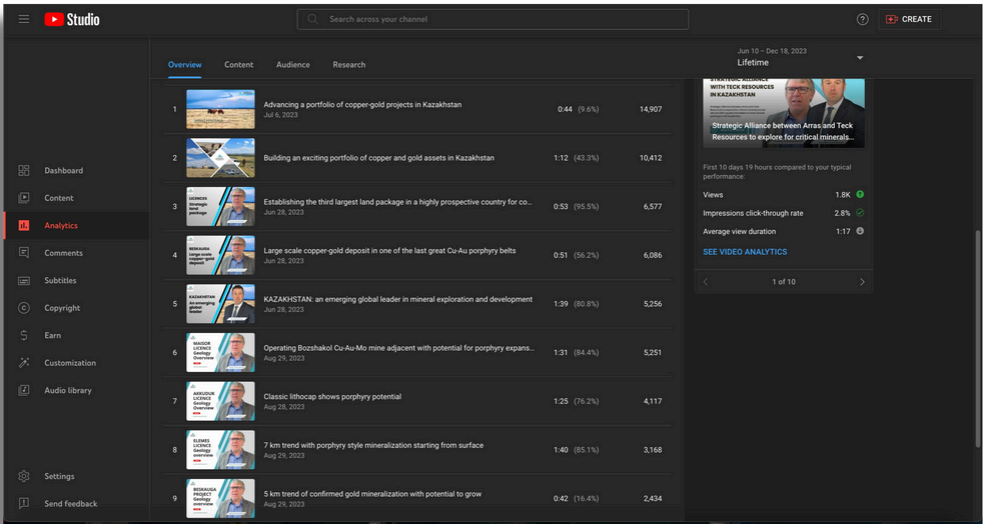 Studio
Search across your channel
CREATE
Jun 10 – Dec 18, 2023
Lifetime
Overview
Content
Audience
Research
Dashboard
Content
Analytics
Comments
Subtitles
Copyright
Earn
Customization
Audio library
Settings
Send feedback
1
Advancing a portfolio of copper-gold projects in Kazakhstan
Jul 6, 2023
0:44 (9.6%)
14,907
2
Building an exciting portfolio of copper and gold assets in Kazakhstan
1:12 (43.3%)
10,412
3
LICENCES
Strategic
land
package
Establishing the third largest land package in a highly prospective country for co...
Jun 28, 2023
0:53 (95.5%)
6,577
4
BESKAUGA
Large scale
copper-gold
deposit
Large scale copper-gold deposit in one of the last great Cu-Au porphyry belts
Jun 28, 2023
0:51 (56.2%)
6,086
5
KAZAKHSTAN
An emerging
global
leader
KAZAKHSTAN: an emerging global leader in mineral exploration and development
Jun 28, 2023
1:39 (80.8%)
5,256
6
MAISOR
LICENCE
Geology
Overview
Operating Bozshakol Cu-Au-Mo mine adjacent with potential for porphyry expans...
Aug 29, 2023
1:31 (84.4%)
5,251
7
AKKUDUK
LICENCE
Geology
Overview
Classic lithocap shows porphyry potential
Aug 28, 2023
1:25 (76.2%)
4,117
8
ELEMES
LICENCE
Geology
overview
7 km trend with porphyry style mineralization starting from surface
Aug 29, 2023
1:40 (85.1%)
3,168
9
BESKAUGA
PROJECT
Geology
overview
5 km trend of confirmed gold mineralization with potential to grow
Aug 29, 2023
0:42 (16.4%)
2,434
STRATEGIC ALLIANCE
WITH TECK RESOURCES
IN KAZAKHSTAN
Strategic Alliance between Arras and Teck
Resources to explore for critical minerals...
First 10 days 19 hours compared to your typical
performance:
Views
1.8K
Impressions click-through rate
2.8%
Average view duration
1:17
SEE VIDEO ANALYTICS
1 of 10